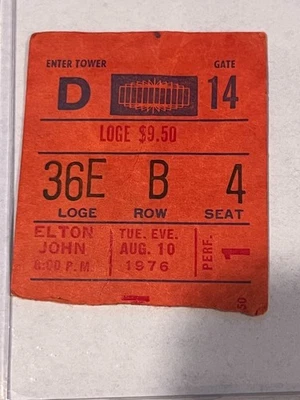 ENTER TOWER
GATE
D
14
LOGE $9.50
36E B 4
LOGE ROW SEAT
ELTON
JOHN
8:00 P.M.
TUE. EVE.
AUG. 10
1976
PERF.
1
50